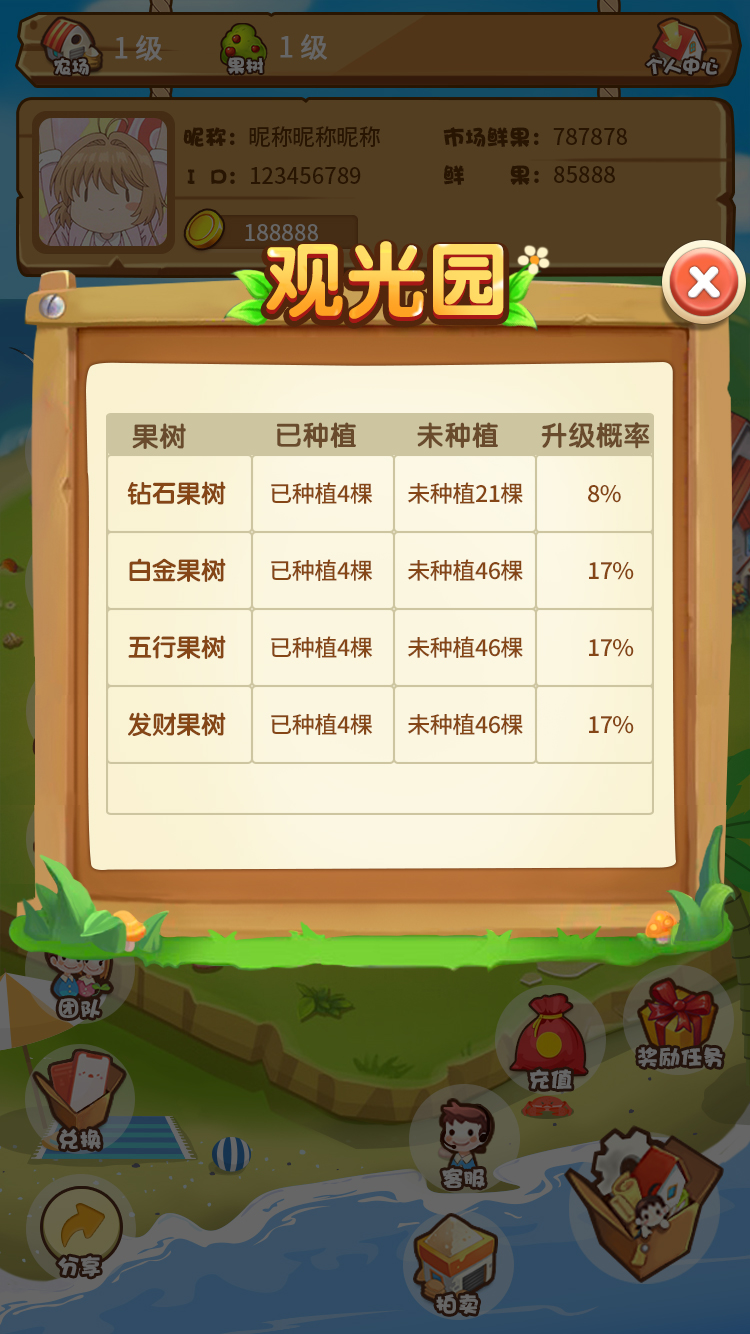 农场 1级 果树 1级 个人中心
昵称：昵称昵称昵称 市场鲜果：787878
ID：123456789 鲜果：85888
188888
观光园
果树 已种植 未种植 升级概率
钻石果树 已种植4棵 未种植21棵 8%
白金果树 已种植4棵 未种植46棵 17%
五行果树 已种植4棵 未种植46棵 17%
发财果树 已种植4棵 未种植46棵 17%
团队
充值 奖励任务
兑换
客服
分享
拍卖